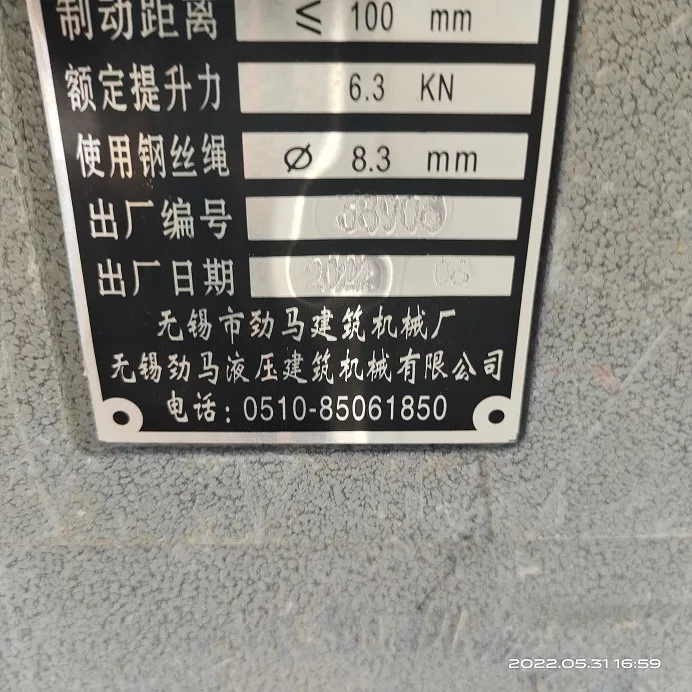 制动距离 ≤ 100 mm
额定提升力 6.3 KN
使用钢丝绳 Ø 8.3 mm
出厂编号
出厂日期 2022 06
无锡市劲马建筑机械厂
无锡劲马液压建筑机械有限公司
电话：0510-85061850
2022.05.31 16:59